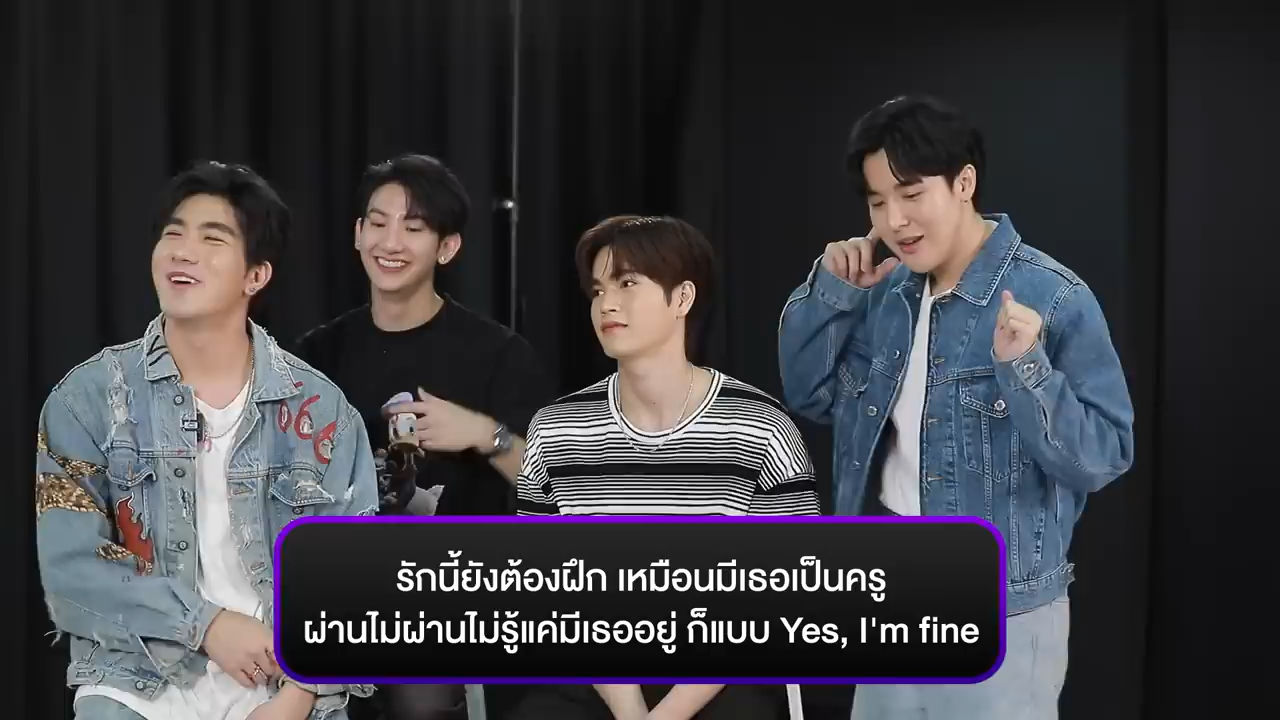 666
รักนี้ยังต้องฝึก เหมือนมีเธอเป็นครู
ผ่านไม่ผ่านไม่รู้แค่มีเธออยู่ ก็แบบ Yes, I'm fine